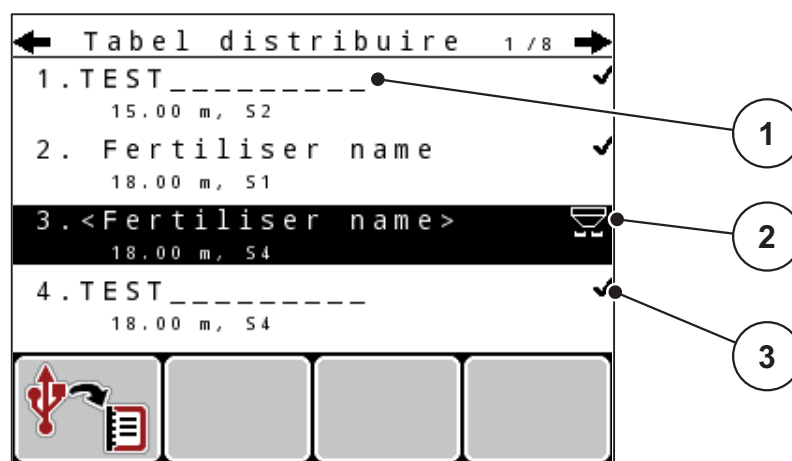 Tabel distribuire 1/8
1.TEST_________
15.00 m, S2
1
2. Fertiliser name
18.00 m, S1
3.<Fertiliser name>
2
18.00 m, S4
4.TEST_________
18.00 m, S4
3